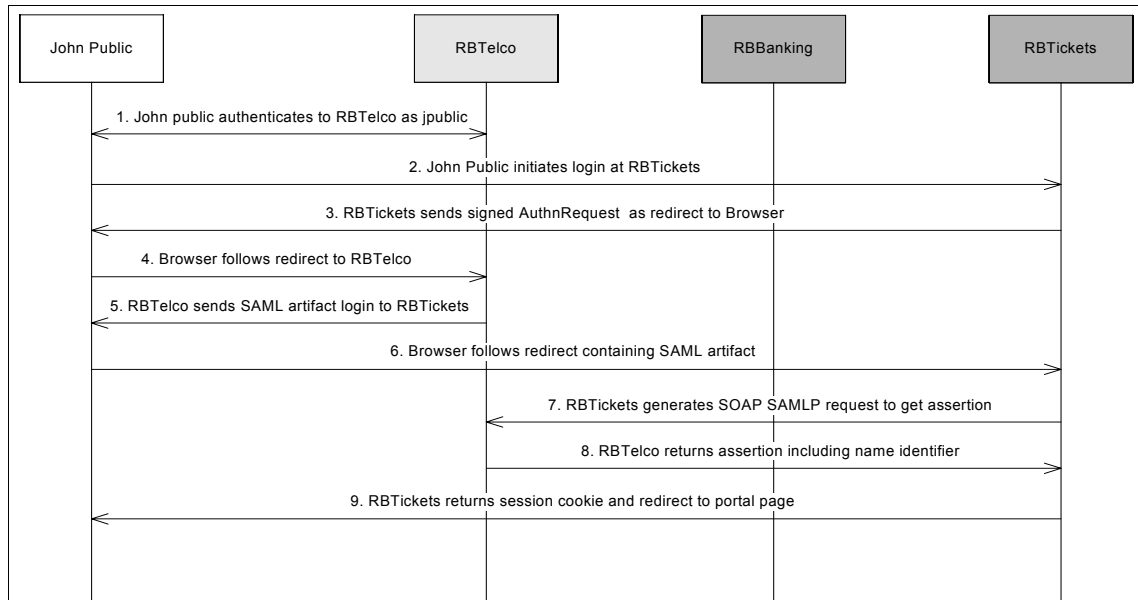 John Public
RBTelco
RBBanking
RBTickets
1. John public authenticates to RBTelco as jpublic
2. John Public initiates login at RBTickets
3. RBTickets sends signed AuthnRequest  as redirect to Browser
4. Browser follows redirect to RBTelco
5. RBTelco sends SAML artifact login to RBTickets
6. Browser follows redirect containing SAML artifact
7. RBTickets generates SOAP SAMLP request to get assertion
8. RBTelco returns assertion including name identifier
9. RBTickets returns session cookie and redirect to portal page